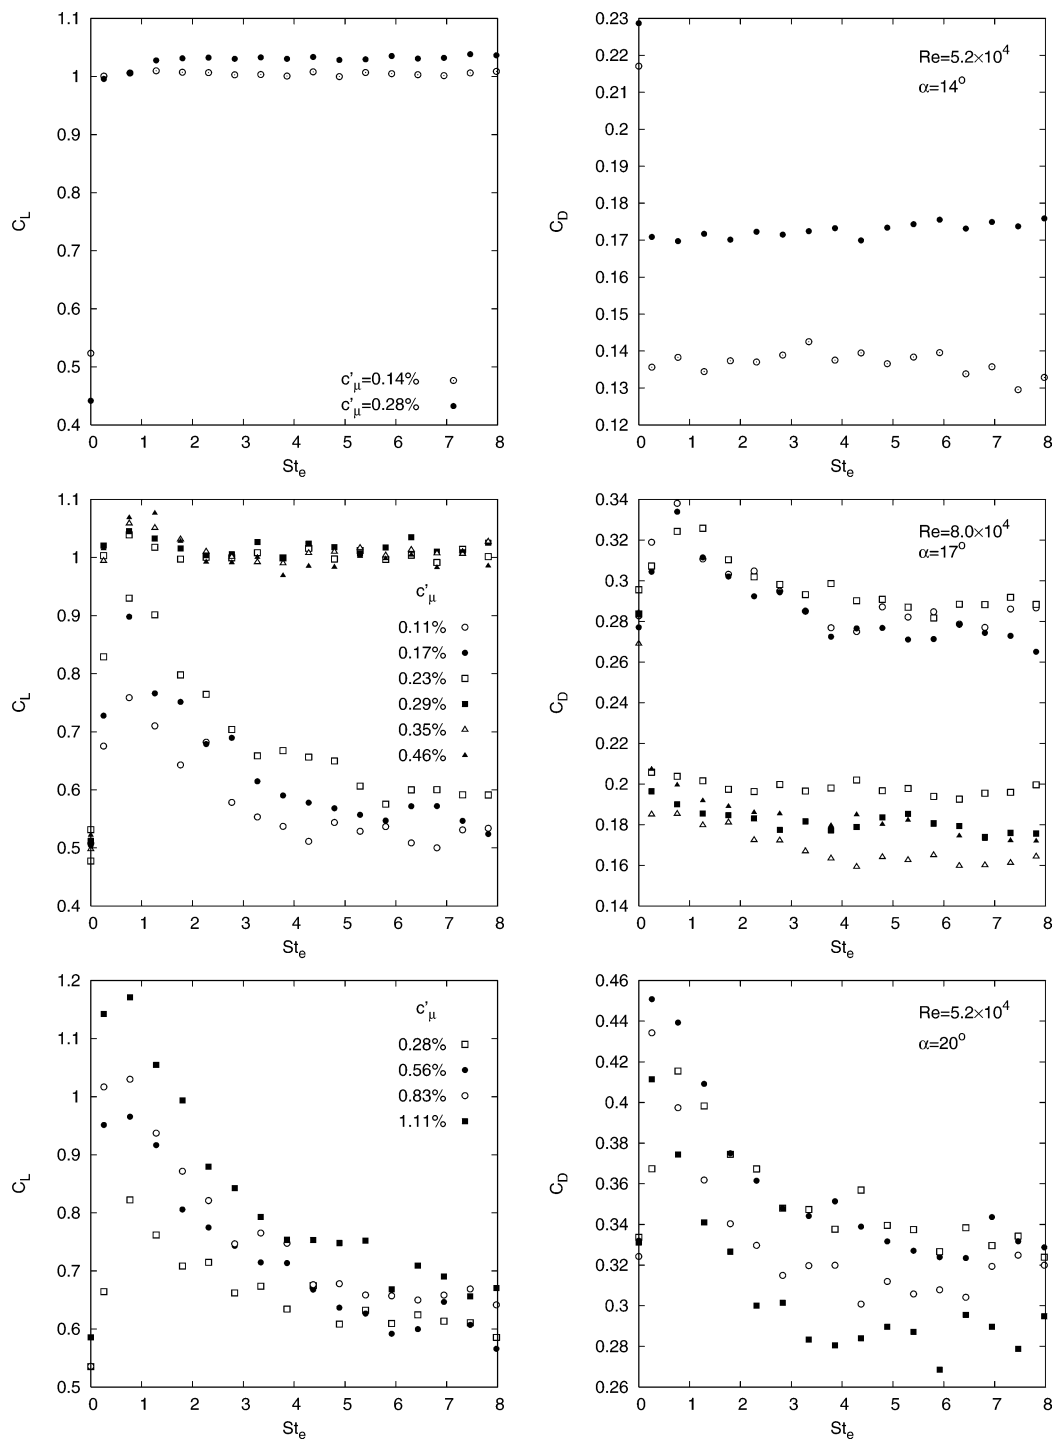 1.1
1
0.9
0.8
0.7
0.6
0.5
0.4
C_L
c'_μ=0.14%
c'_μ=0.28%
0 1 2 3 4 5 6 7 8
St_e
0.23
0.22
0.21
0.2
0.19
0.18
0.17
0.16
0.15
0.14
0.13
0.12
C_D
Re=5.2×10^4
α=14°
0 1 2 3 4 5 6 7 8
St_e
1.1
1
0.9
0.8
0.7
0.6
0.5
0.4
C_L
c'_μ
0.11%
0.17%
0.23%
0.29%
0.35%
0.46%
0 1 2 3 4 5 6 7 8
St_e
0.34
0.32
0.3
0.28
0.26
0.24
0.22
0.2
0.18
0.16
0.14
C_D
Re=8.0×10^4
α=17°
0 1 2 3 4 5 6 7 8
St_e
1.2
1.1
1
0.9
0.8
0.7
0.6
0.5
C_L
c'_μ
0.28%
0.56%
0.83%
1.11%
0 1 2 3 4 5 6 7 8
St_e
0.46
0.44
0.42
0.4
0.38
0.36
0.34
0.32
0.3
0.28
0.26
C_D
Re=5.2×10^4
α=20°
0 1 2 3 4 5 6 7 8
St_e